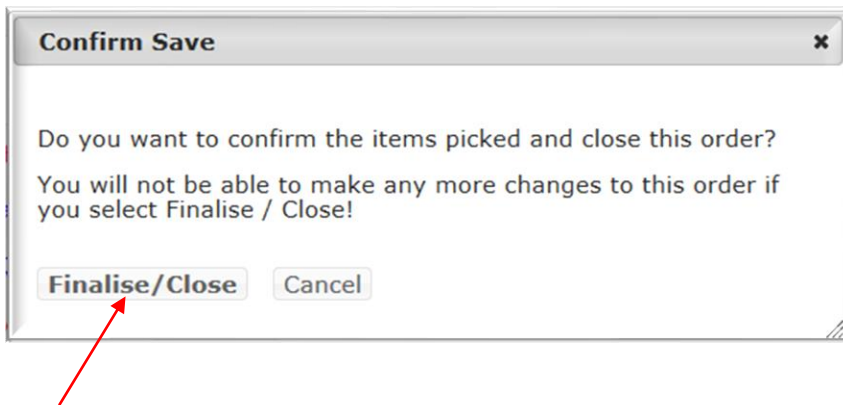 Confirm Save
Do you want to confirm the items picked and close this order?
You will not be able to make any more changes to this order if
you select Finalise / Close!
Finalise/Close Cancel